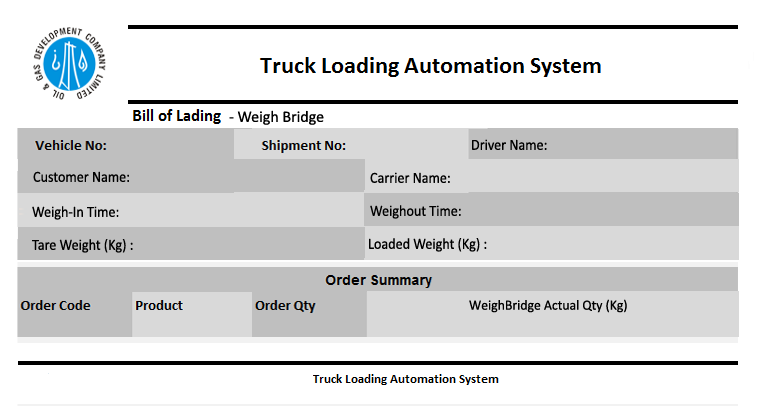 OIL & GAS DEVELOPMENT COMPANY LIMITED
Truck Loading Automation System
Bill of Lading - Weigh Bridge
Vehicle No: Shipment No: Driver Name:
Customer Name: Carrier Name:
Weigh-In Time: Weighout Time:
Tare Weight (Kg) : Loaded Weight (Kg) :
Order Summary
Order Code Product Order Qty WeighBridge Actual Qty (Kg)
Truck Loading Automation System